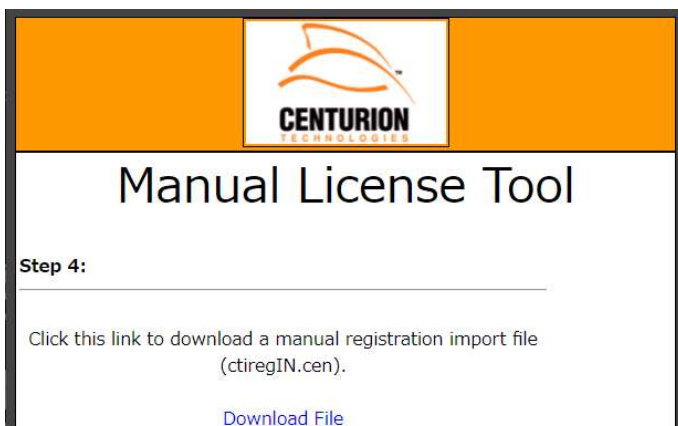 ™
CENTURION
TECHNOLOGIES
Manual License Tool
Step 4:
Click this link to download a manual registration import file
(ctiregIN.cen).
Download File